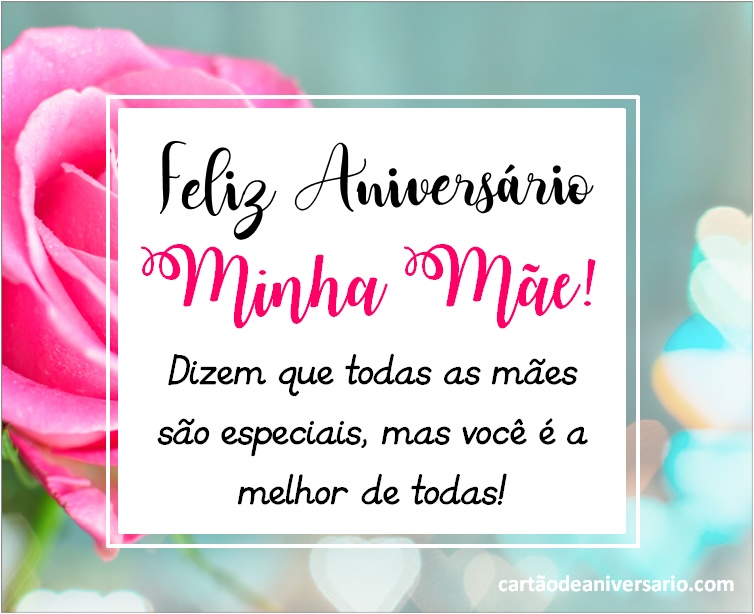 Feliz Aniversário
Minha Mãe!
Dizem que todas as mães
são especiais, mas você é a
melhor de todas!
cartãodeaniversario.com